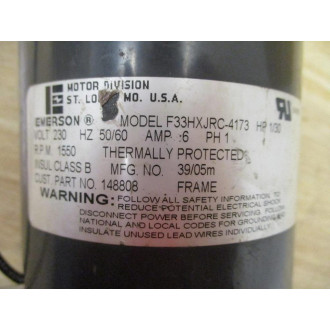 MOTOR DIVISION
ST. LOUIS MO. U.S.A.
EMERSON ® MODEL F33HXJRC-4173 HP 1/30
VOLT 230 HZ 50/60 AMP .6 PH 1
R.P.M. 1550 THERMALLY PROTECTED
INSUL CLASS B MFG. NO. 39/05m
CUST. PART NO. 148808 FRAME
WARNING: FOLLOW ALL SAFETY INFORMATION TO
REDUCE POTENTIAL ELECTRICAL SHOCK
DISCONNECT POWER BEFORE SERVICING. FOLLOW
NATIONAL AND LOCAL CODES FOR GROUNDING
INSULATE UNUSED LEAD WIRES INDIVIDUALLY.